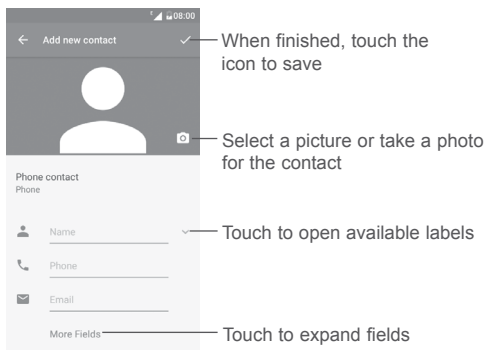 08:00
Add new contact
When finished, touch the
icon to save
Select a picture or take a photo
for the contact
Phone contact
Phone
Name
Touch to open available labels
Phone
Email
More Fields
Touch to expand fields